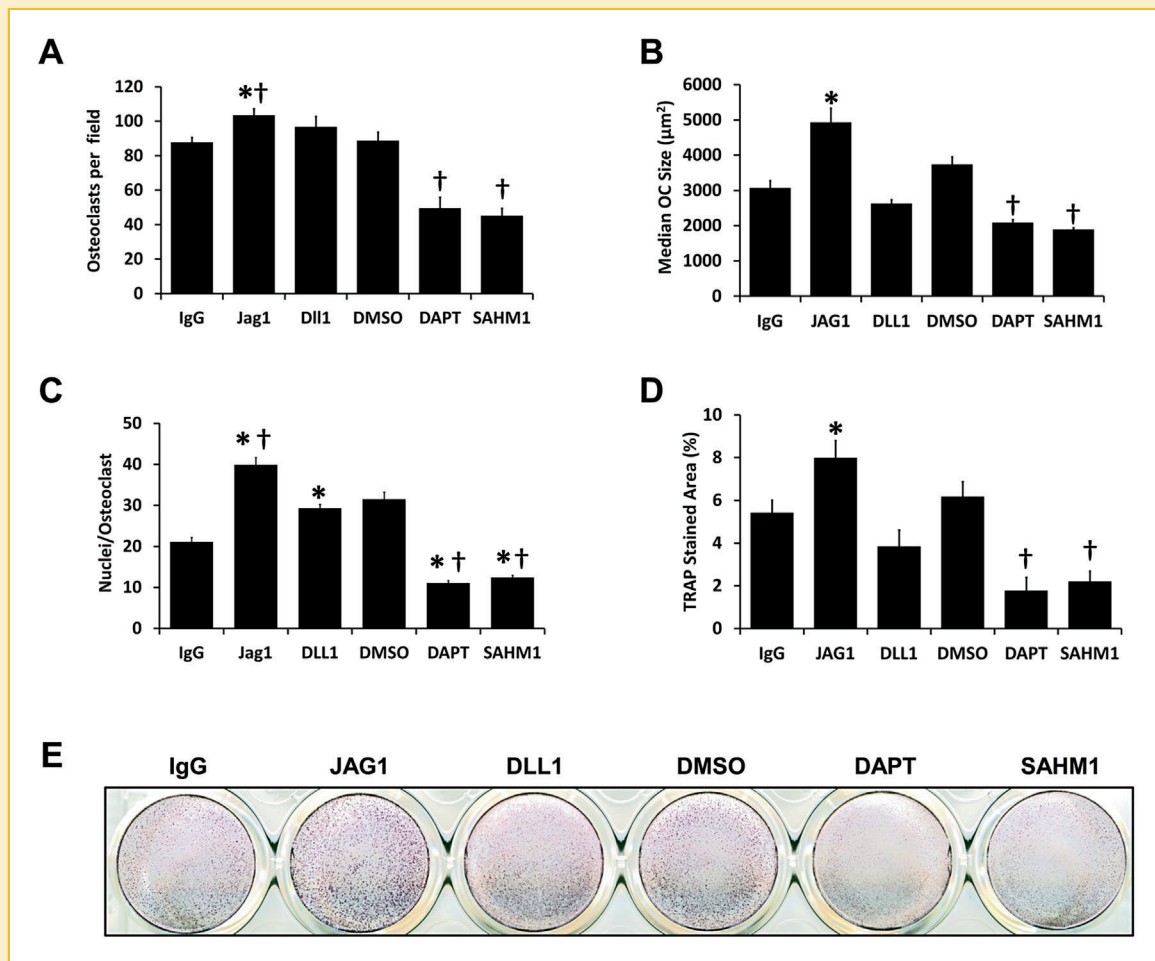 A
Osteoclasts per field
120
100
80
60
40
20
0
*†
†
†
IgG Jag1 Dll1 DMSO DAPT SAHM1
B
Median OC Size (µm²)
6000
5000
4000
3000
2000
1000
0
*
†
†
IgG JAG1 DLL1 DMSO DAPT SAHM1
C
Nuclei/Osteoclast
50
40
30
20
10
0
* †
*
* †
*†
IgG Jag1 DLL1 DMSO DAPT SAHM1
D
TRAP Stained Area (%)
10
8
6
4
2
0
*
†
†
IgG JAG1 DLL1 DMSO DAPT SAHM1
E
IgG JAG1 DLL1 DMSO DAPT SAHM1